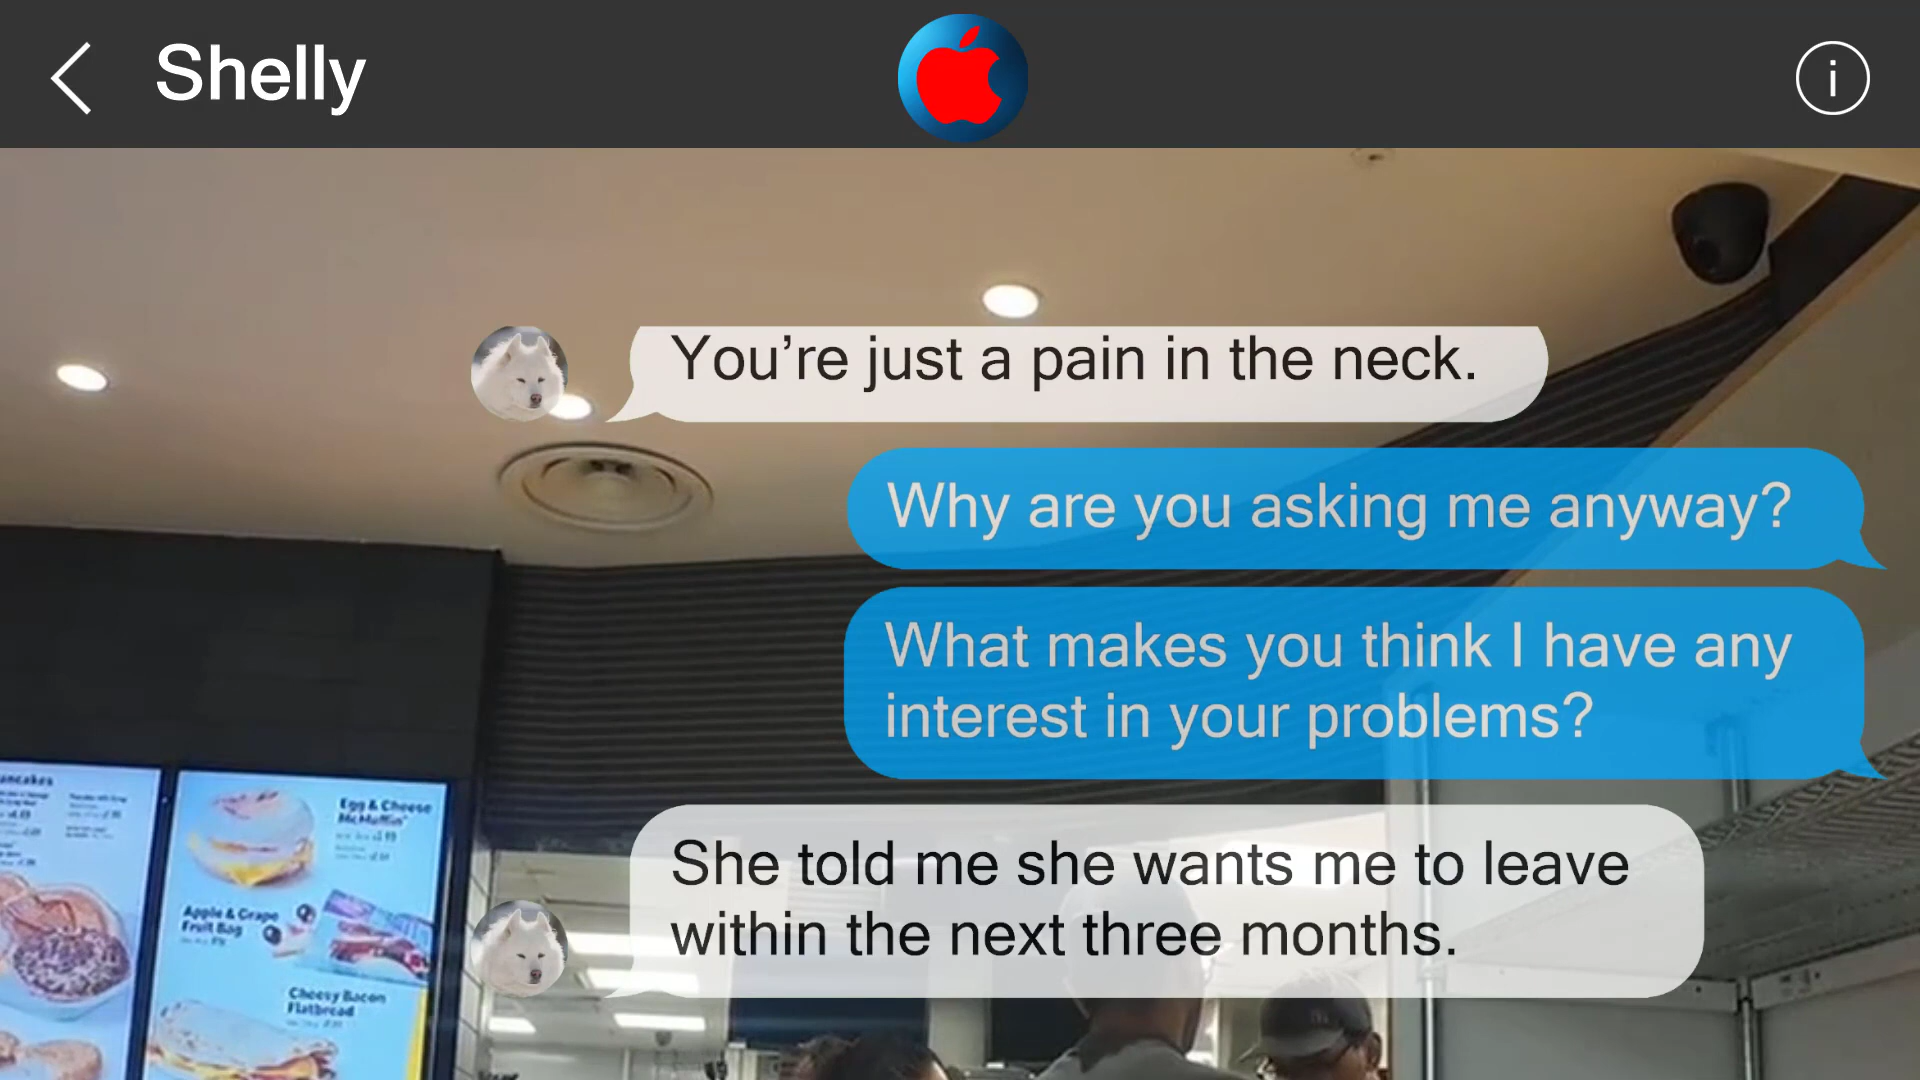 Shelly
You’re just a pain in the neck.
Why are you asking me anyway?
What makes you think I have any
interest in your problems?
She told me she wants me to leave
within the next three months.
Egg & Cheese
McMuffin
Apple & Grape
Fruit Bag
Cheesy Bacon
Flatbread